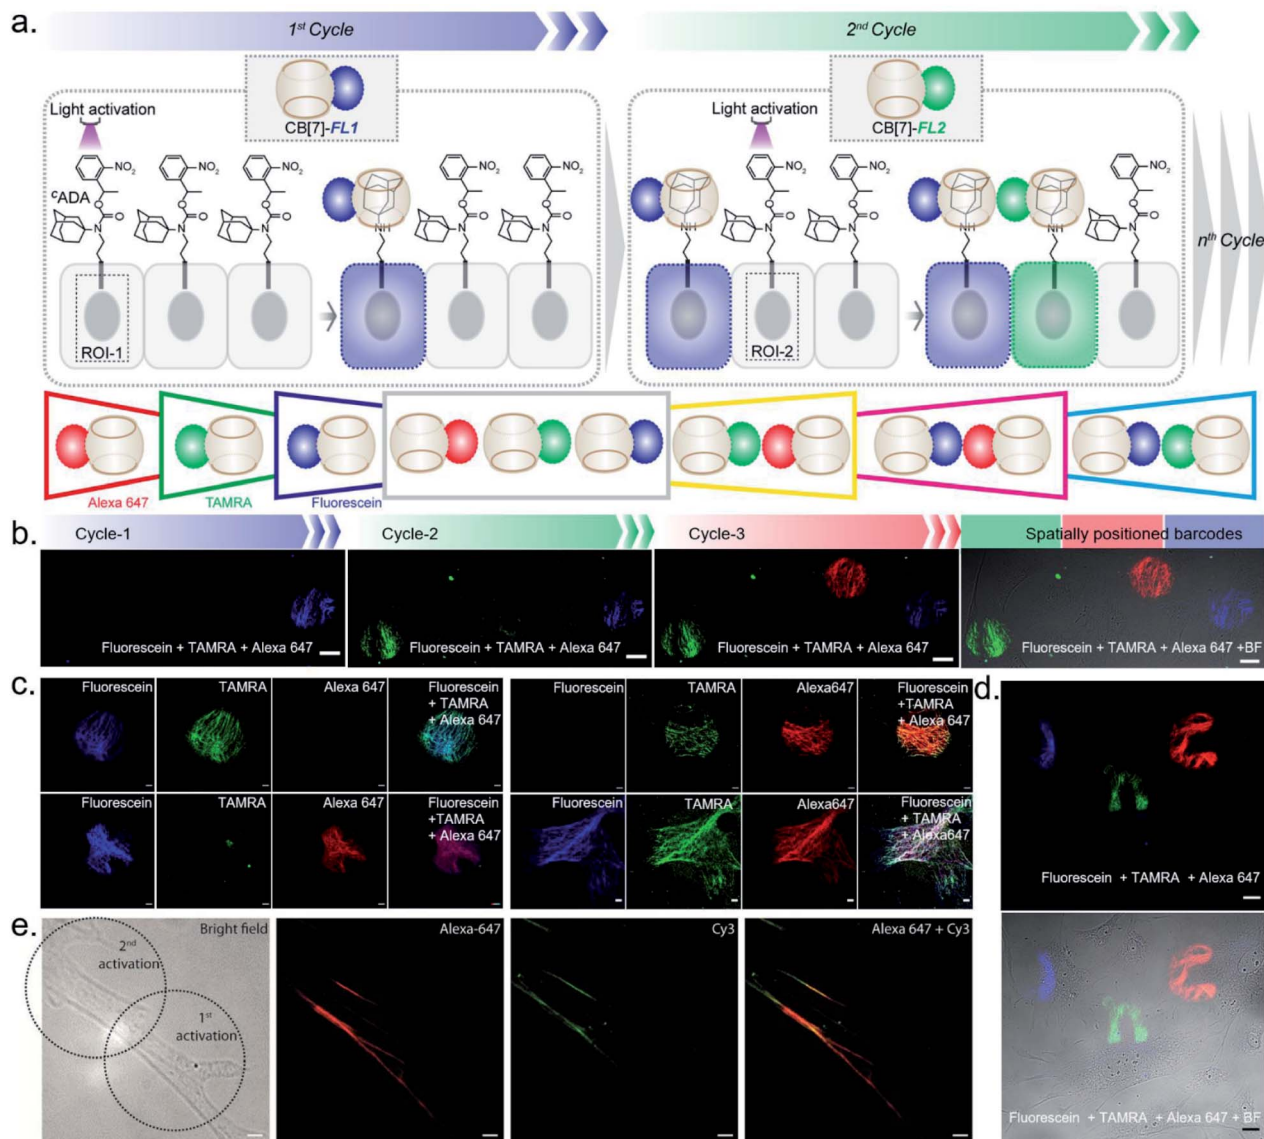 a.
1st Cycle
2nd Cycle
Light activation
CB[7]-FL1
NO2
NO2
NO2
NO2
NO2
cADA
O
O
N
O
O
N
O
O
N
NH
O
O
N
O
O
N
ROI-1
Light activation
CB[7]-FL2
NO2
NO2
NO2
NH
O
O
N
O
O
N
NH
NH
O
O
N
ROI-2
nth Cycle
Alexa 647
TAMRA
Fluorescein
b.
Cycle-1
Cycle-2
Cycle-3
Spatially positioned barcodes
Fluorescein + TAMRA + Alexa 647
Fluorescein + TAMRA + Alexa 647
Fluorescein + TAMRA + Alexa 647
Fluorescein + TAMRA + Alexa 647 +BF
c.
Fluorescein
TAMRA
Alexa 647
Fluorescein
+ TAMRA
+ Alexa 647
Fluorescein
TAMRA
Alexa647
Fluorescein
+TAMRA
+ Alexa 647
Fluorescein
TAMRA
Alexa 647
Fluorescein
+TAMRA
+ Alexa 647
Fluorescein
TAMRA
Alexa647
Fluorescein
+ TAMRA
+ Alexa647
d.
Fluorescein + TAMRA + Alexa 647
Fluorescein + TAMRA + Alexa 647 + BF
e.
Bright field
2nd
activation
1st
activation
Alexa-647
Cy3
Alexa 647 + Cy3